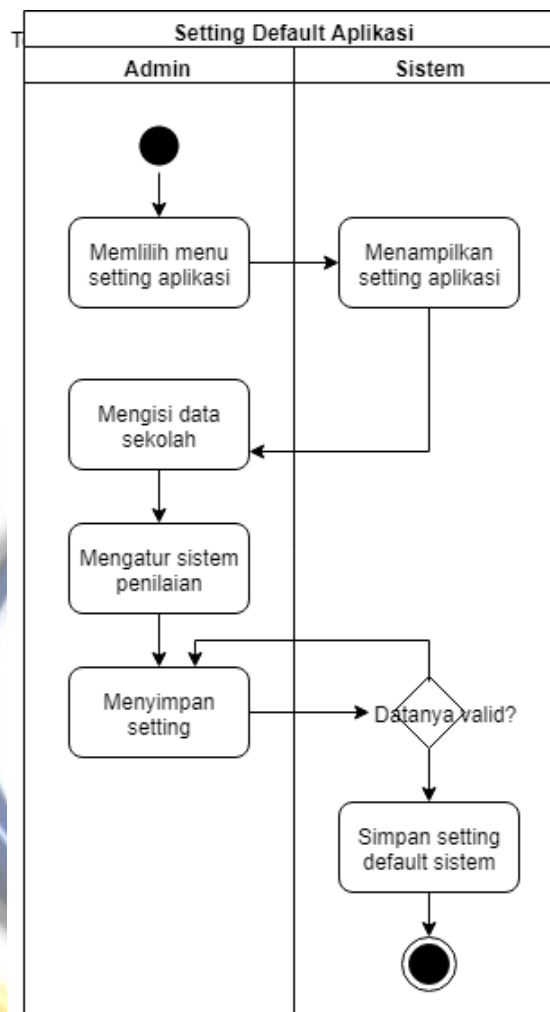 T
Setting Default Aplikasi
Admin
Sistem
Memlilih menu
setting aplikasi
Menampilkan
setting aplikasi
Mengisi data
sekolah
Mengatur sistem
penilaian
Menyimpan
setting
Datanya valid?
Simpan setting
default sistem